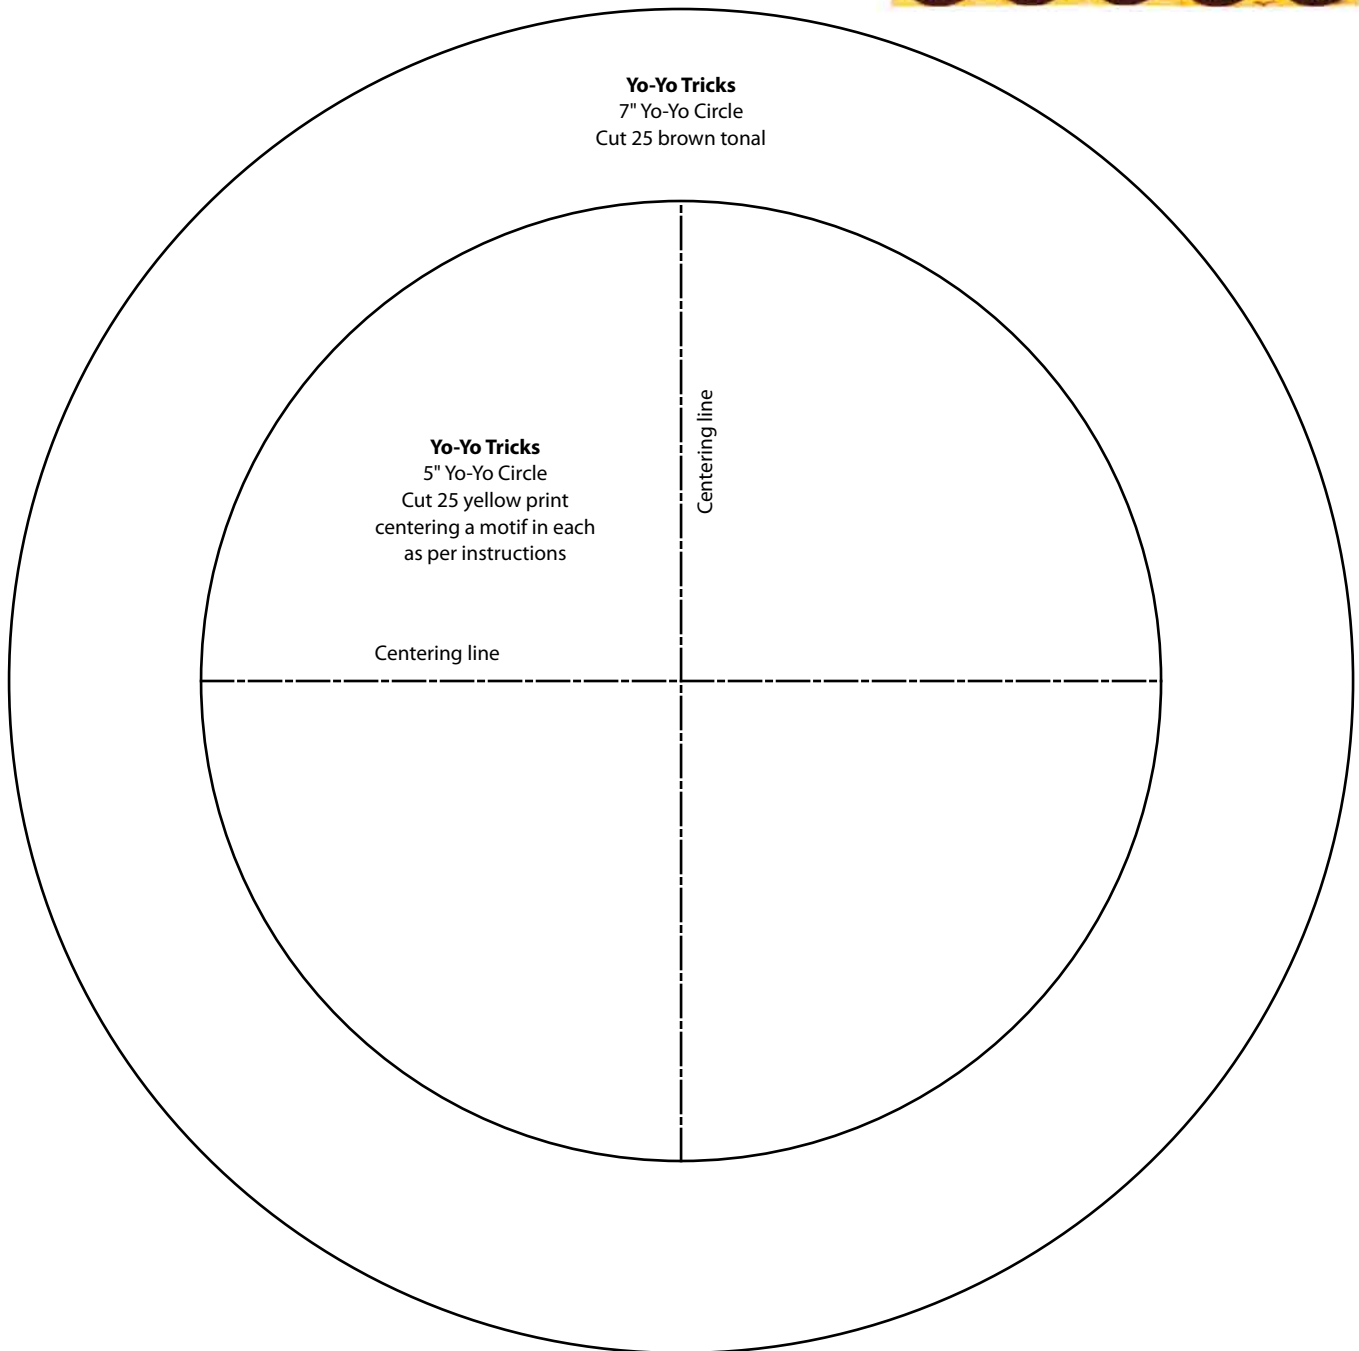 Yo-Yo Tricks
7" Yo-Yo Circle
Cut 25 brown tonal
Centering line
Yo-Yo Tricks
5" Yo-Yo Circle
Cut 25 yellow print
centering a motif in each
as per instructions
Centering line